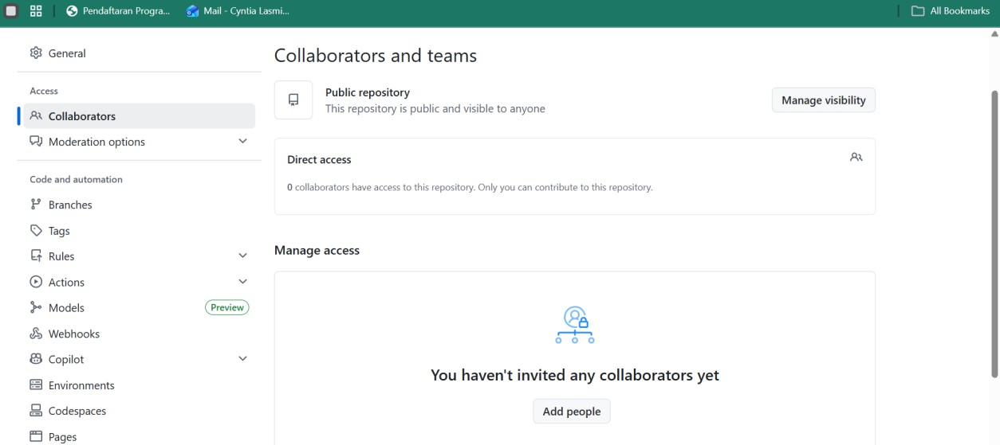 Pendaftaran Progra...
Mail - Cyntia Lasmi...
All Bookmarks
General
Access
Collaborators
Moderation options
Code and automation
Branches
Tags
Rules
Actions
Models
Preview
Webhooks
Copilot
Environments
Codespaces
Pages
Collaborators and teams
Public repository
This repository is public and visible to anyone
Manage visibility
Direct access
0 collaborators have access to this repository. Only you can contribute to this repository.
Manage access
You haven't invited any collaborators yet
Add people